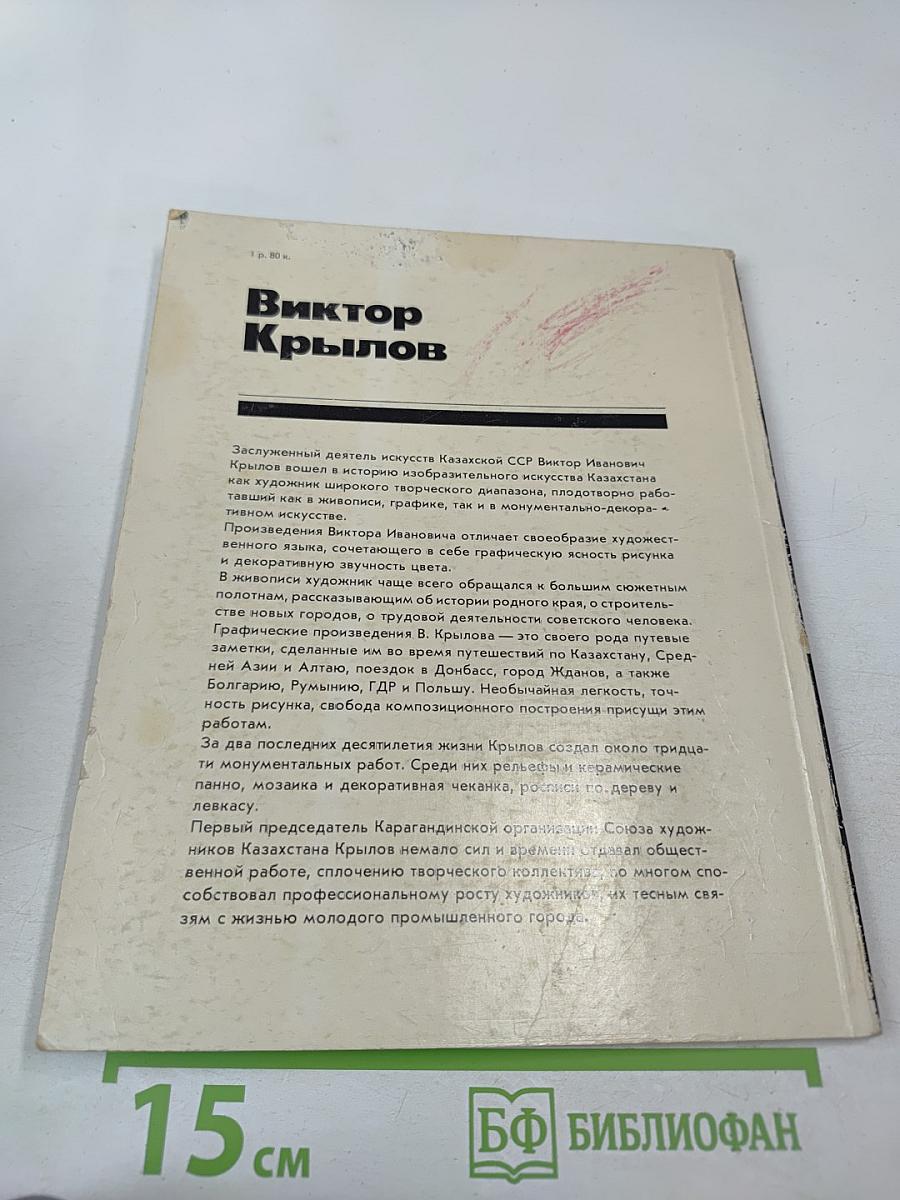 1 р. 80 к.
Виктор
Крылов
Заслуженный деятель искусств Казахской ССР Виктор Иванович
Крылов вошел в историю изобразительного искусства Казахстана
как художник широкого творческого диапазона, плодотворно рабо-
тавший как в живописи, графике, так и в монументально-декора-
тивном искусстве.
Произведения Виктора Ивановича отличает своеобразие художест-
венного языка, сочетающего в себе графическую ясность рисунка
и декоративную звучность цвета.
В живописи художник чаще всего обращался к большим сюжетным
полотнам, рассказывающим об истории родного края, о строитель-
стве новых городов, о трудовой деятельности советского человека.
Графические произведения В. Крылова — это своего рода путевые
заметки, сделанные им во время путешествий по Казахстану, Сред-
ней Азии и Алтаю, поездок в Донбасс, город Жданов, а также
Болгарию, Румынию, ГДР и Польшу. Необычайная легкость, точ-
ность рисунка, свобода композиционного построения присущи этим
работам.
За два последних десятилетия жизни Крылов создал около тридца-
ти монументальных работ. Среди них рельефы и керамические
панно, мозаика и декоративная чеканка, росписи по дереву и
левкасу.
Первый председатель Карагандинской организации Союза худож-
ников Казахстана Крылов немало сил и времени отдавал общест-
венной работе, сплочению творческого коллектива, во многом спо-
собствовал профессиональному росту художников, их тесным свя-
зям с жизнью молодого промышленного города.
15 см
БФ БИБЛИОФАН